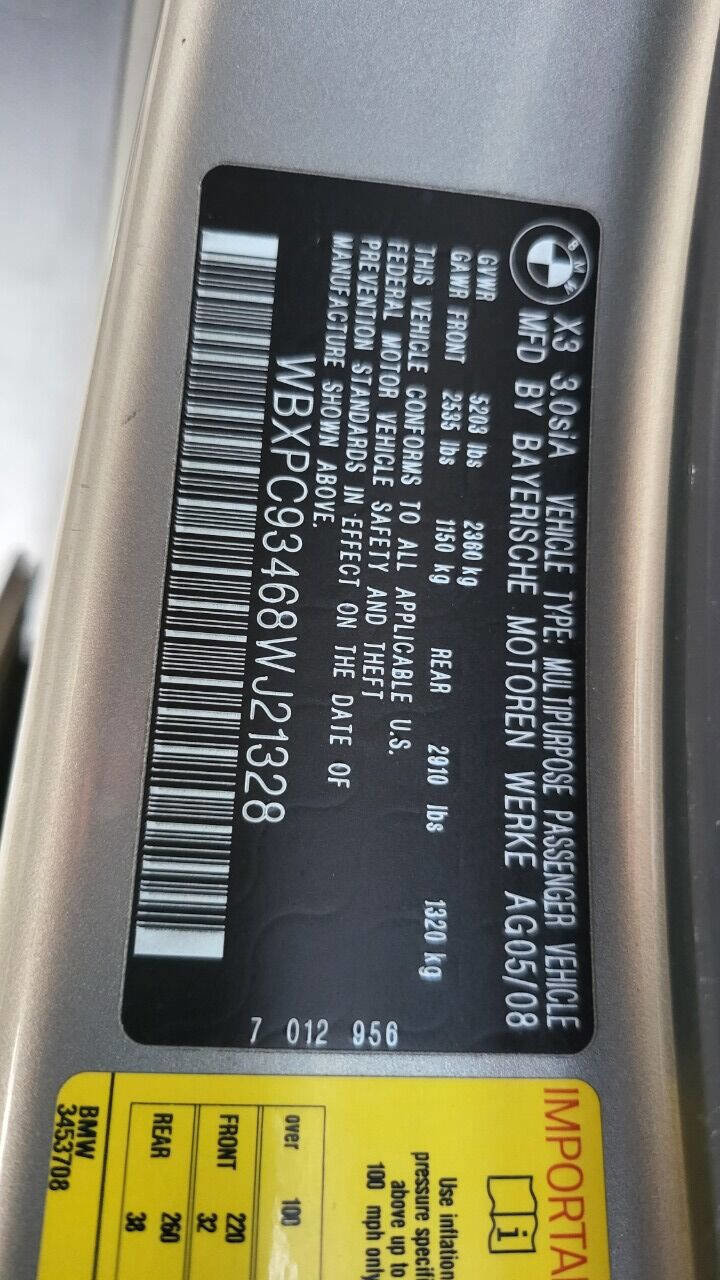 BMW
X3 3.0siA VEHICLE TYPE: MULTIPURPOSE PASSENGER VEHICLE
MFD BY BAYERISCHE MOTOREN WERKE AG05/08
GVWR 5203 lbs 2360 kg
GAWR FRONT 2535 lbs 1150 kg REAR 2910 lbs 1320 kg
THIS VEHICLE CONFORMS TO ALL APPLICABLE U.S.
FEDERAL MOTOR VEHICLE SAFETY AND THEFT
PREVENTION STANDARDS IN EFFECT ON THE DATE OF
MANUFACTURE SHOWN ABOVE.
WBXPC93468WJ21328
7 012 956
IMPORTA
i
Use inflation
pressure specifi
above up to
100 mph only
over 100
FRONT 220
32
REAR 260
38
BMW
3453708